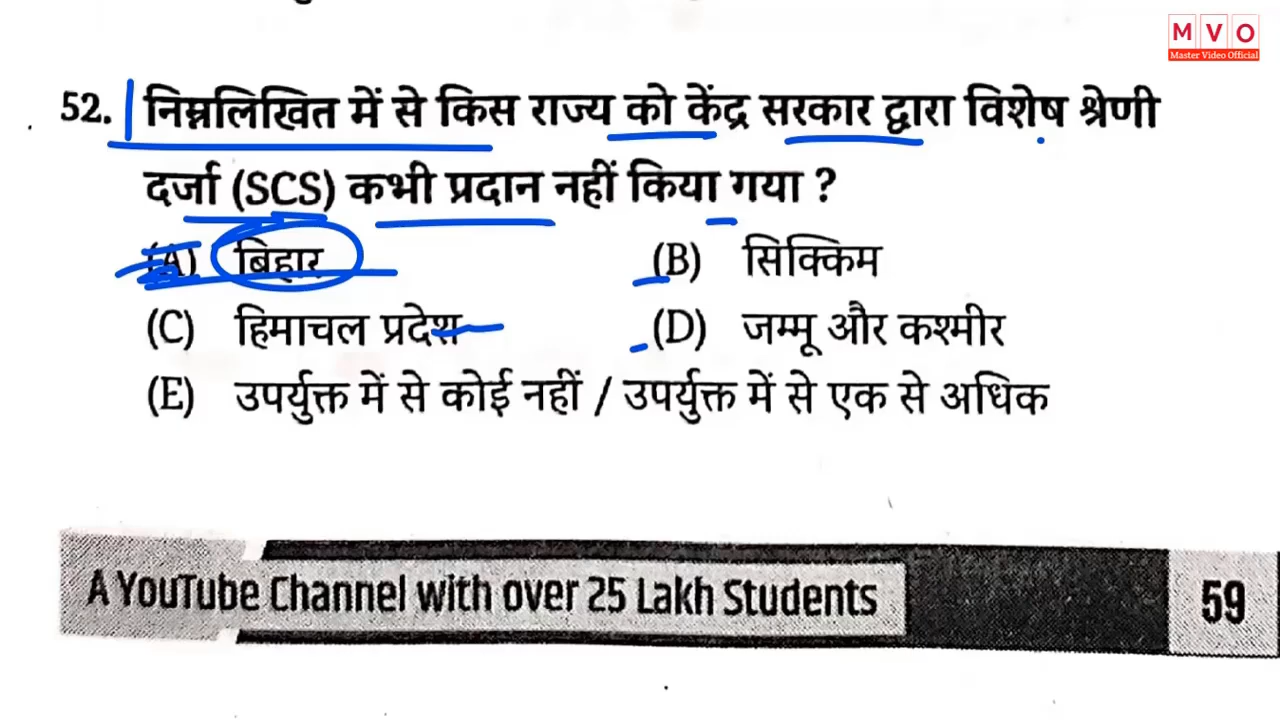 M V O
Master Video Official
52. निम्नलिखित में से किस राज्य को केंद्र सरकार द्वारा विशेष श्रेणी
दर्जा (SCS) कभी प्रदान नहीं किया गया ?
(A) बिहार (B) सिक्किम
(C) हिमाचल प्रदेश (D) जम्मू और कश्मीर
(E) उपर्युक्त में से कोई नहीं / उपर्युक्त में से एक से अधिक
A YouTube Channel with over 25 Lakh Students
59